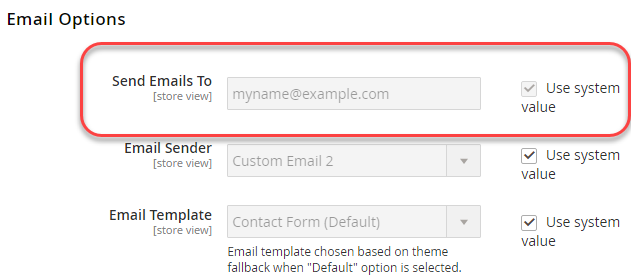 Email Options
Send Emails To
[store view]
myname@example.com
Use system
value
Email Sender
[store view]
Custom Email 2
Use system
value
Email Template
[store view]
Contact Form (Default)
Use system
value
Email template chosen based on theme
fallback when "Default" option is selected.